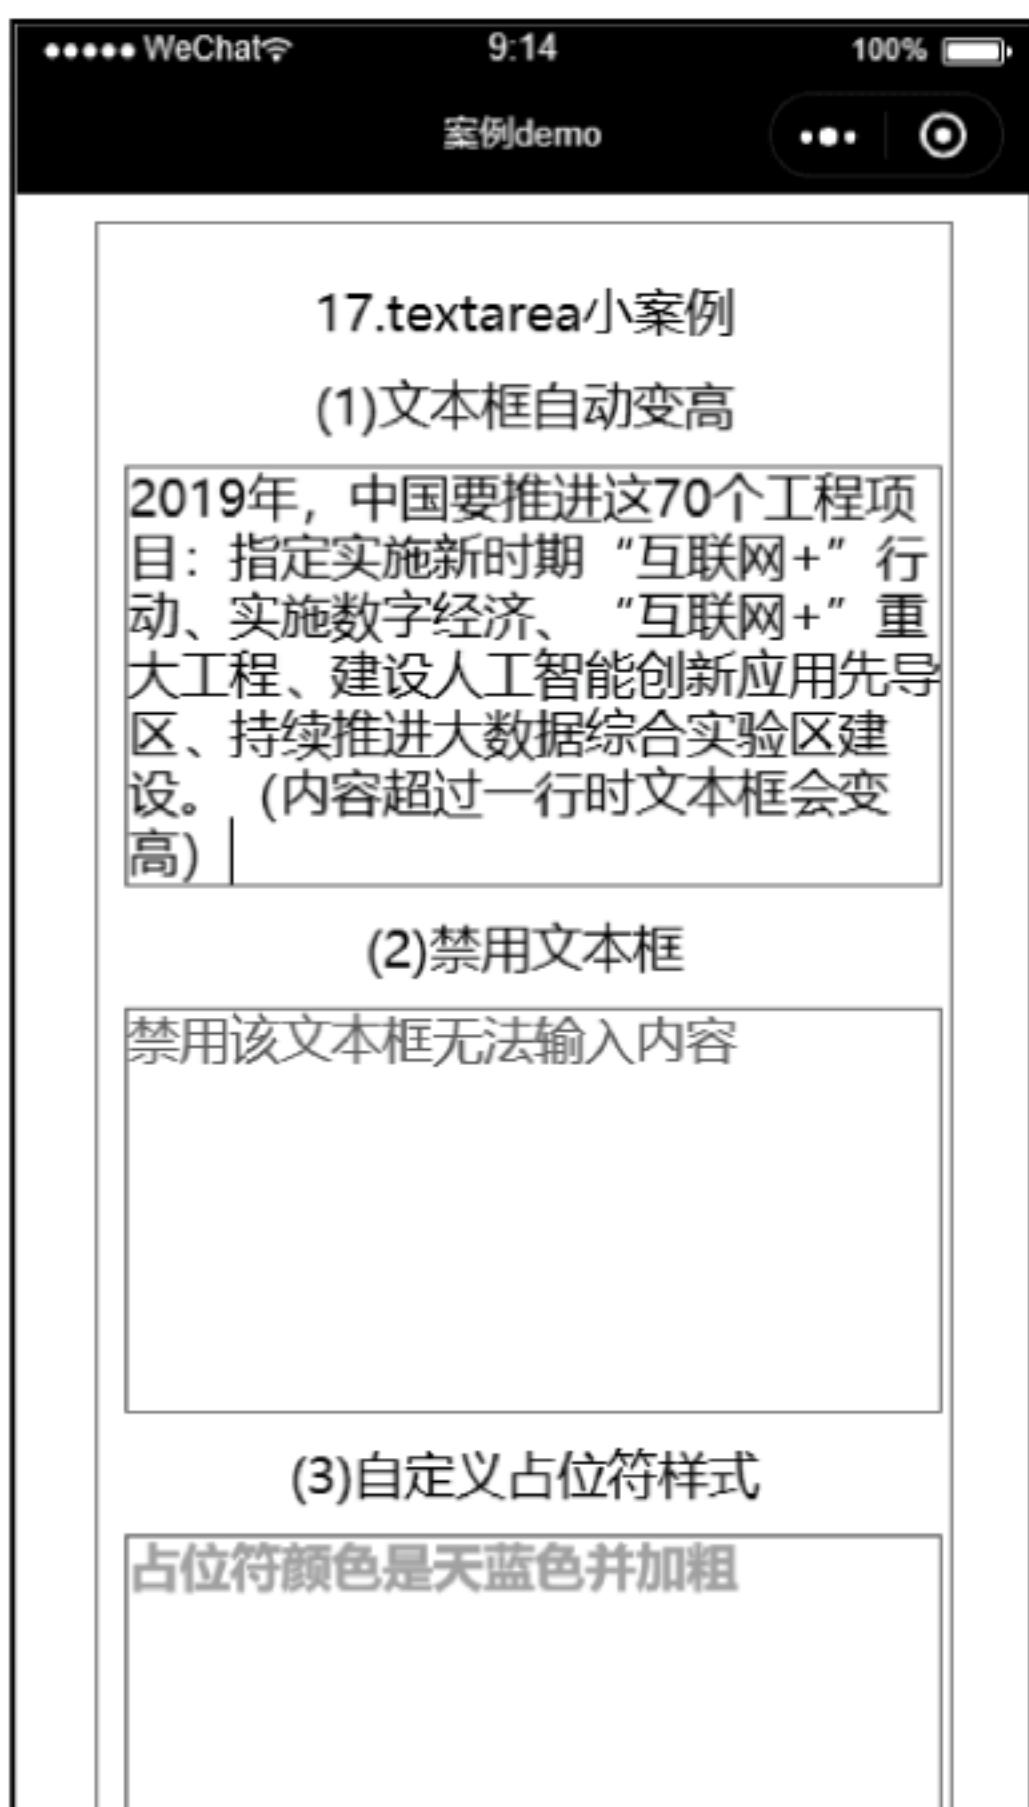 WeChat 9:14 100%
案例demo
17.textarea小案例
(1)文本框自动变高
2019年，中国要推进这70个工程项
目：指定实施新时期“互联网+”行
动、实施数字经济、“互联网+”重
大工程、建设人工智能创新应用先导
区、持续推进大数据综合实验区建
设。（内容超过一行时文本框会变
高）
(2)禁用文本框
禁用该文本框无法输入内容
(3)自定义占位符样式
占位符颜色是天蓝色并加粗